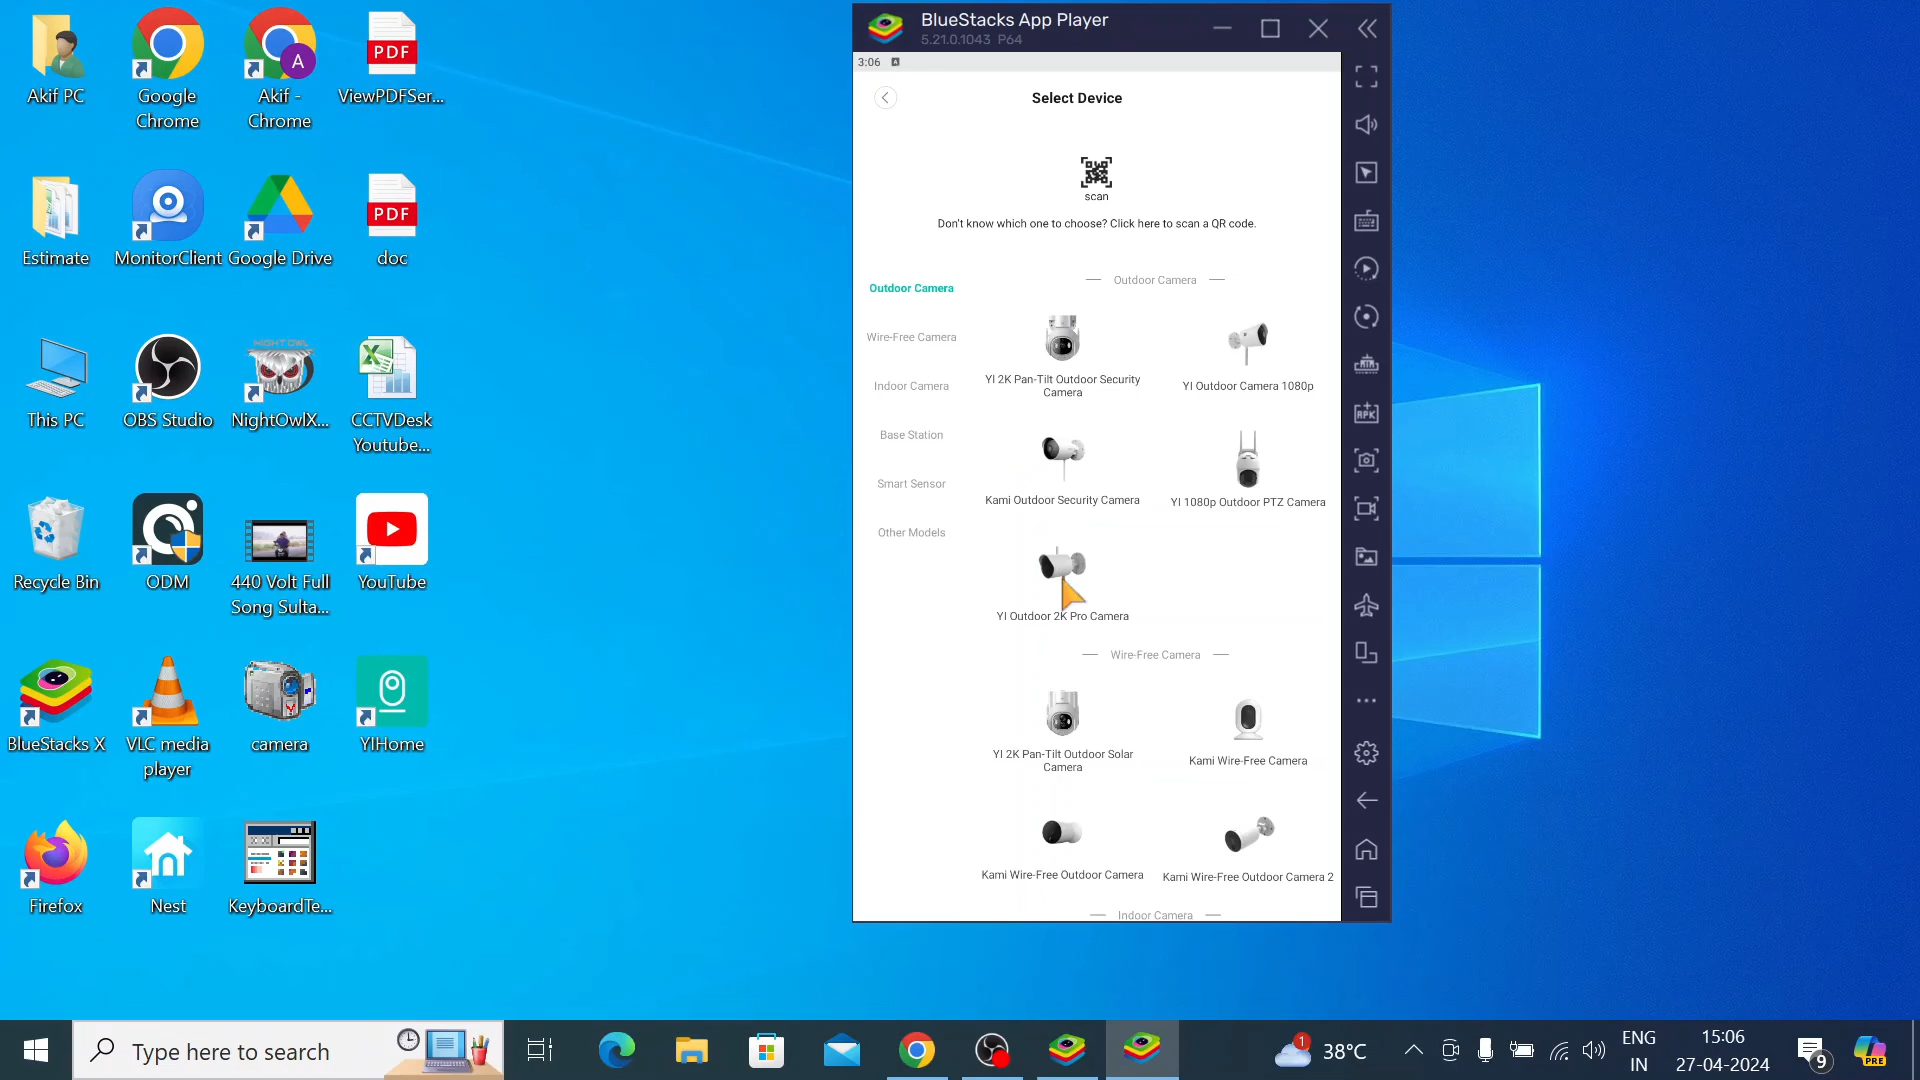 Akif PC
Google
Chrome
A
Akif -
Chrome
PDF
ViewPDFSer...
Estimate
MonitorClient
Google Drive
PDF
doc
This PC
OBS Studio
NIGHT OWL
NightOwlX...
CCTVDesk
Youtube...
Recycle Bin
ODM
440 Volt Full
Song Sulta...
YouTube
BlueStacks X
VLC media
player
camera
YIHome
Firefox
Nest
KeyboardTe...
BlueStacks App Player
5.21.0.1043 P64
3:06
Select Device
scan
Don't know which one to choose? Click here to scan a QR code.
Outdoor Camera
Wire-Free Camera
Indoor Camera
Base Station
Smart Sensor
Other Models
Outdoor Camera
YI 2K Pan-Tilt Outdoor Security
Camera
YI Outdoor Camera 1080p
Kami Outdoor Security Camera
YI 1080p Outdoor PTZ Camera
YI Outdoor 2K Pro Camera
Wire-Free Camera
YI 2K Pan-Tilt Outdoor Solar
Camera
Kami Wire-Free Camera
Kami Wire-Free Outdoor Camera
Kami Wire-Free Outdoor Camera 2
Indoor Camera
APK
Type here to search
1
38°C
ENG
IN
15:06
27-04-2024
9
PRE